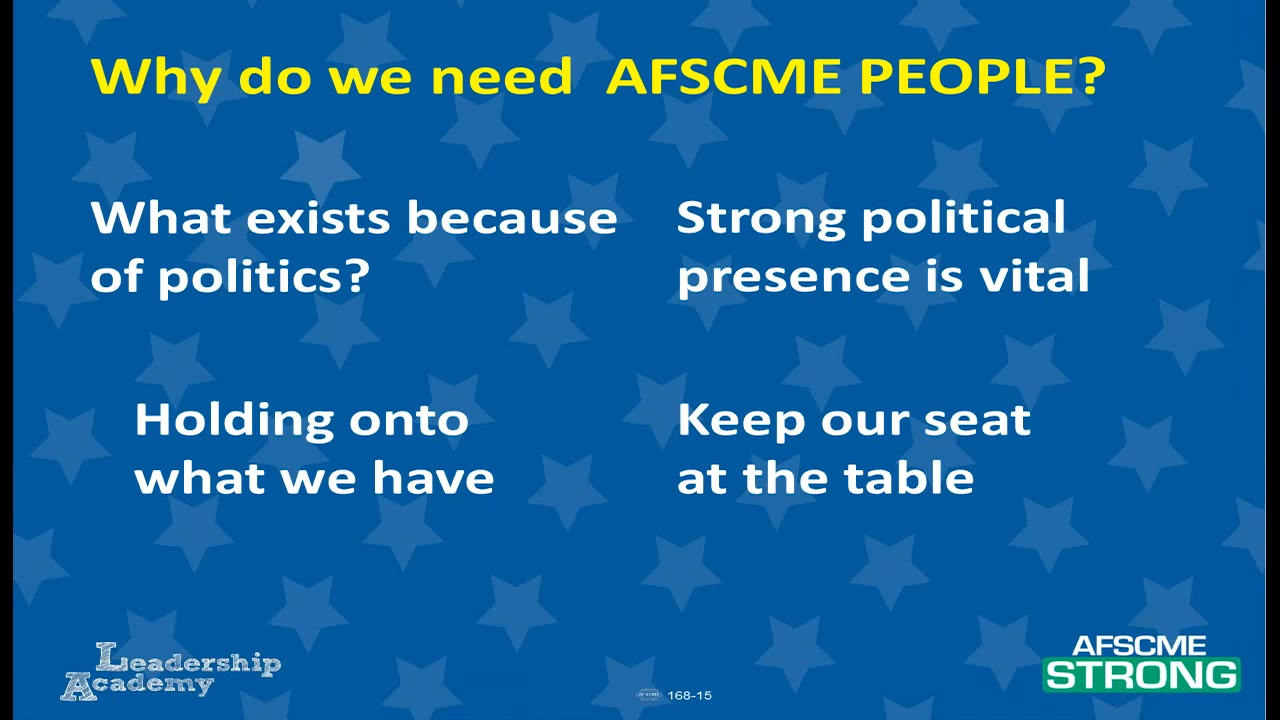 Why do we need AFSCME PEOPLE?
What exists because
of politics?
Strong political
presence is vital
Holding onto
what we have
Keep our seat
at the table
Leadership
Academy
168-15
AFSCME
STRONG